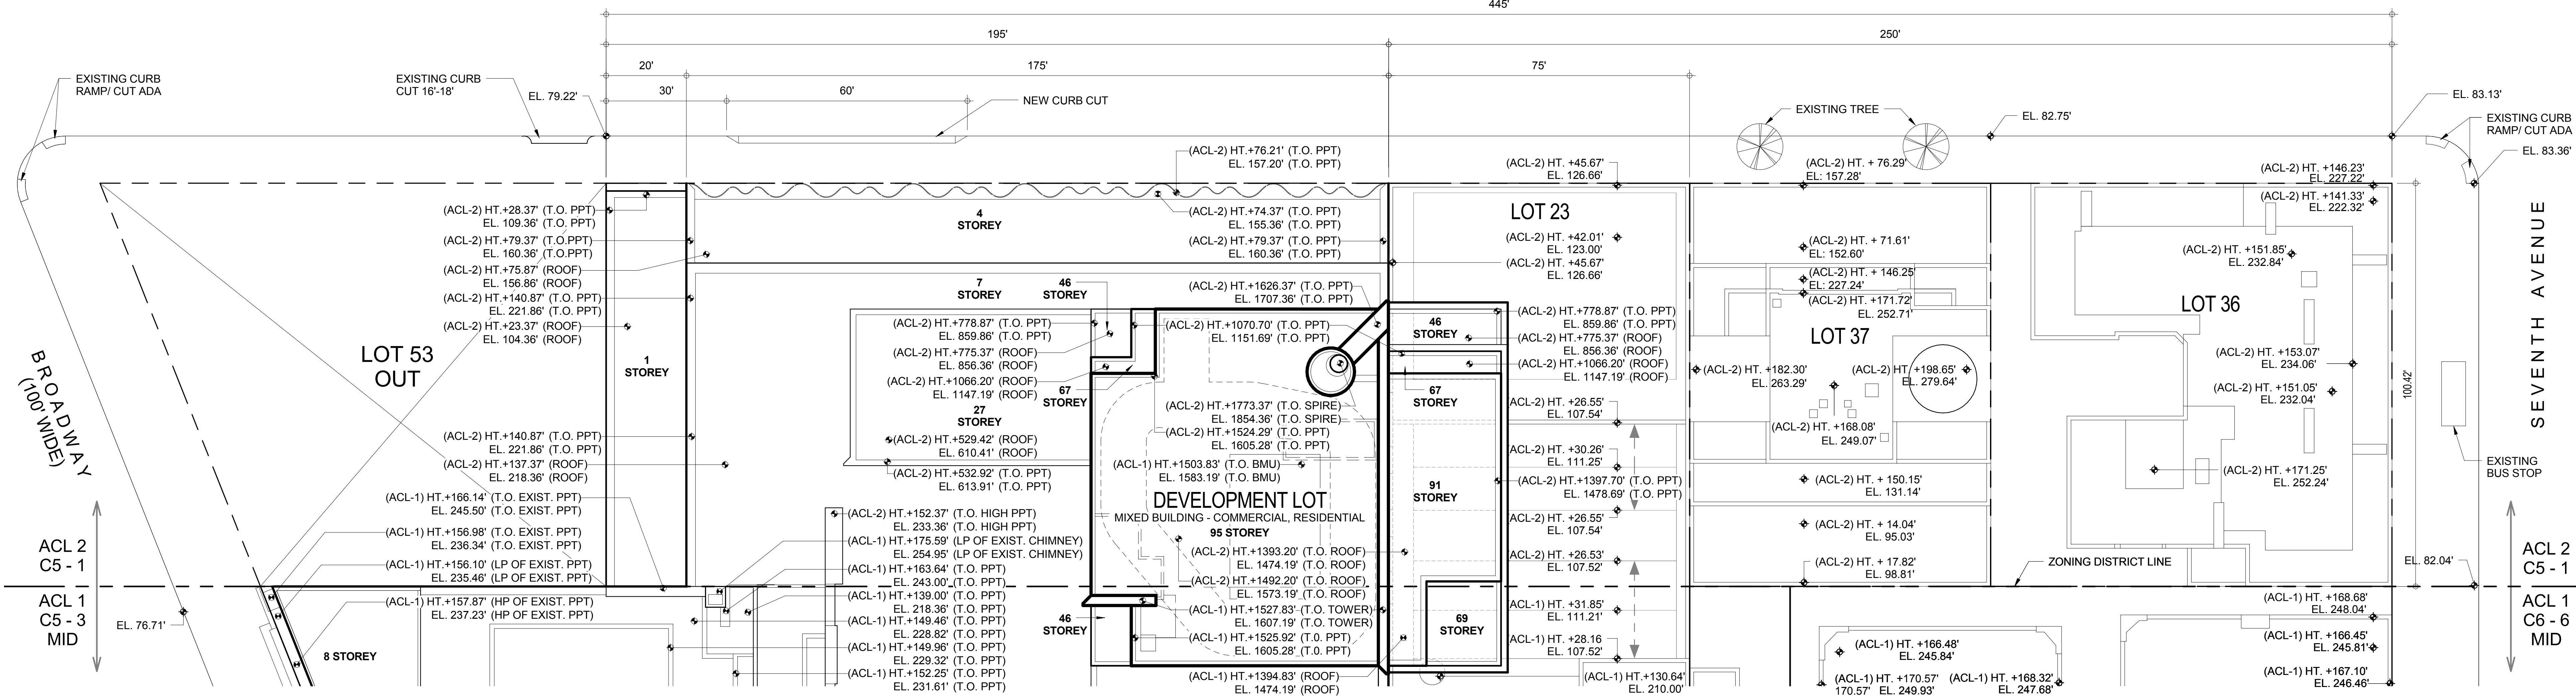 445'
195'
250'
20'
175'
75'
30'
60'
EXISTING CURB
RAMP/ CUT ADA
EXISTING CURB
CUT 16'-18'
EL. 79.22'
NEW CURB CUT
EXISTING TREE
EL. 82.75'
EL. 83.13'
EXISTING CURB
RAMP/ CUT ADA
EL. 83.36'
(ACL-2) HT.+28.37' (T.O. PPT)
EL. 109.36' (T.O. PPT)
(ACL-2) HT.+79.37' (T.O.PPT)
EL. 160.36' (T.O.PPT)
(ACL-2) HT.+75.87' (ROOF)
EL. 156.86' (ROOF)
(ACL-2) HT.+140.87' (T.O. PPT)
EL. 221.86' (T.O. PPT)
(ACL-2) HT.+23.37' (ROOF)
EL. 104.36' (ROOF)
LOT 53
OUT
BROADWAY
(100' WIDE)
(ACL-2) HT.+140.87' (T.O. PPT)
EL. 221.86' (T.O. PPT)
(ACL-2) HT.+137.37' (ROOF)
EL. 218.36' (ROOF)
(ACL-1) HT.+166.14' (T.O. EXIST. PPT)
EL. 245.50' (T.O. EXIST. PPT)
(ACL-1) HT.+156.98' (T.O. EXIST. PPT)
EL. 236.34' (T.O. EXIST. PPT)
(ACL-1) HT.+156.10' (LP OF EXIST. PPT)
EL. 235.46' (LP OF EXIST. PPT)
(ACL-1) HT.+157.87' (HP OF EXIST. PPT)
EL. 237.23' (HP OF EXIST. PPT)
ACL 2
C5 - 1
ACL 1
C5 - 3
MID
EL. 76.71'
8 STOREY
1
STOREY
4
STOREY
7
STOREY
46
STOREY
(ACL-2) HT.+76.21' (T.O. PPT)
EL. 157.20' (T.O. PPT)
(ACL-2) HT.+74.37' (T.O. PPT)
EL. 155.36' (T.O. PPT)
(ACL-2) HT.+79.37' (T.O. PPT)
EL. 160.36' (T.O. PPT)
(ACL-2) HT.+1626.37' (T.O. PPT)
EL. 1707.36' (T.O. PPT)
(ACL-2) HT.+778.87' (T.O. PPT)
EL. 859.86' (T.O. PPT)
(ACL-2) HT.+775.37' (ROOF)
EL. 856.36' (ROOF)
(ACL-2) HT.+1066.20' (ROOF)
EL. 1147.19' (ROOF)
67
STOREY
27
STOREY
(ACL-2) HT.+529.42' (ROOF)
EL. 610.41' (ROOF)
(ACL-2) HT.+532.92' (T.O. PPT)
EL. 613.91' (T.O. PPT)
(ACL-2) HT.+1070.70' (T.O. PPT)
EL. 1151.69' (T.O. PPT)
(ACL-2) HT.+1773.37' (T.O. SPIRE)
EL. 1854.36' (T.O. SPIRE)
(ACL-2) HT.+1524.29' (T.O. PPT)
EL. 1605.28' (T.O. PPT)
(ACL-1) HT.+1503.83' (T.O. BMU)
EL. 1583.19' (T.O. BMU)
DEVELOPMENT LOT
MIXED BUILDING - COMMERCIAL, RESIDENTIAL
95 STOREY
(ACL-2) HT.+1393.20' (T.O. ROOF)
EL. 1474.19' (T.O. ROOF)
(ACL-2) HT.+1492.20' (T.O. ROOF)
EL. 1573.19' (T.O. ROOF)
(ACL-1) HT.+1527.83' (T.O. TOWER)
EL. 1607.19' (T.O. TOWER)
(ACL-1) HT.+1525.92' (T.0. PPT)
EL. 1605.28' (T.0. PPT)
(ACL-1) HT.+1394.83' (ROOF)
EL. 1474.19' (ROOF)
(ACL-2) HT.+152.37' (T.O. HIGH PPT)
EL. 233.36' (T.O. HIGH PPT)
(ACL-1) HT.+175.59' (LP OF EXIST. CHIMNEY)
EL. 254.95' (LP OF EXIST. CHIMNEY)
(ACL-1) HT.+163.64' (T.O. PPT)
EL. 243.00' (T.O. PPT)
(ACL-1) HT.+139.00' (T.O. PPT)
EL. 218.36' (T.O. PPT)
(ACL-1) HT.+149.46' (T.O. PPT)
EL. 228.82' (T.O. PPT)
(ACL-1) HT.+149.96' (T.O. PPT)
EL. 229.32' (T.O. PPT)
(ACL-1) HT.+152.25' (T.O. PPT)
EL. 231.61' (T.O. PPT)
46
STOREY
46
STOREY
67
STOREY
91
STOREY
69
STOREY
(ACL-2) HT. +45.67'
EL. 126.66'
LOT 23
(ACL-2) HT. +42.01'
EL. 123.00'
(ACL-2) HT. +45.67'
EL. 126.66'
(ACL-2) HT.+778.87' (T.O. PPT)
EL. 859.86' (T.O. PPT)
(ACL-2) HT.+775.37' (ROOF)
EL. 856.36' (ROOF)
(ACL-2) HT.+1066.20' (ROOF)
EL. 1147.19' (ROOF)
(ACL-2) HT. +26.55'
EL. 107.54'
(ACL-1) HT. +30.26'
EL. 111.25'
(ACL-2) HT.+1397.70' (T.O. PPT)
EL. 1478.69' (T.O. PPT)
(ACL-2) HT. +26.55'
EL. 107.54'
(ACL-2) HT. +26.53'
EL. 107.52'
(ACL-1) HT. +31.85'
EL. 111.21'
(ACL-1) HT. +28.16
EL. 107.52'
(ACL-1) HT.+130.64'
EL. 210.00'
(ACL-2) HT. + 76.29'
EL: 157.28'
(ACL-2) HT. + 71.61'
EL: 152.60'
(ACL-2) HT. + 146.25'
EL. 227.24'
(ACL-2) HT. +171.72'
EL. 252.71'
LOT 37
(ACL-2) HT. +182.30'
EL. 263.29'
(ACL-2) HT. +198.65'
EL. 279.64'
(ACL-2) HT. +168.08'
EL. 249.07'
(ACL-2) HT. + 150.15'
EL. 131.14'
(ACL-2) HT. + 14.04'
EL. 95.03'
(ACL-2) HT. + 17.82'
EL. 98.81'
ZONING DISTRICT LINE
(ACL-1) HT. +166.48'
EL. 245.84'
(ACL-1) HT. +170.57'
170.57' EL. 249.93'
(ACL-1) HT. +168.32'
EL. 247.68'
(ACL-2) HT. +146.23'
EL. 227.22'
(ACL-2) HT. +141.33'
EL. 222.32'
(ACL-2) HT. +151.85'
EL. 232.84'
LOT 36
(ACL-2) HT. +153.07'
EL. 234.06'
(ACL-2) HT. +151.05'
EL. 232.04'
(ACL-2) HT. +171.25'
EL. 252.24'
100.42'
SEVENTH AVENUE
EXISTING
BUS STOP
EL. 82.04'
ACL 2
C5 - 1
ACL 1
C6 - 6
MID
(ACL-1) HT. +168.68'
EL. 248.04'
(ACL-1) HT. +166.45'
EL. 245.81'
(ACL-1) HT. +167.10'
EL. 246.46'